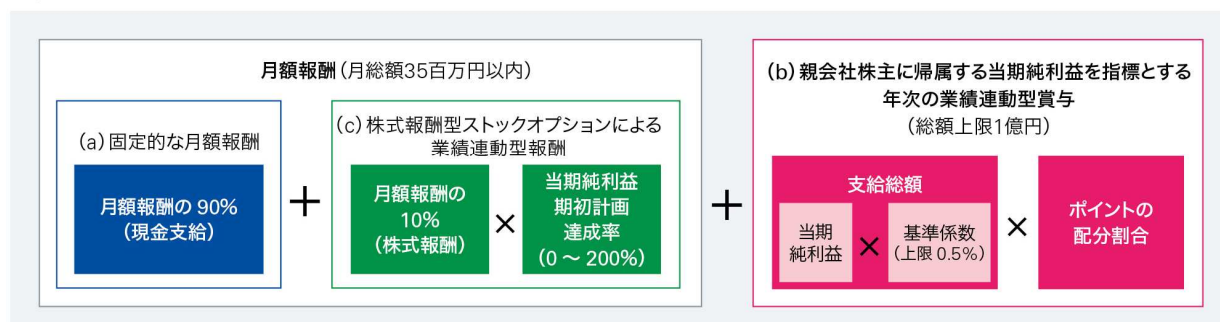 月額報酬（月総額35百万円以内）
(a) 固定的な月額報酬
月額報酬の 90%
（現金支給）
+
(c) 株式報酬型ストックオプションによる
業績連動型報酬
月額報酬の
10%
（株式報酬）
×
当期純利益
期初計画
達成率
（0 ～ 200%）
+
(b) 親会社株主に帰属する当期純利益を指標とする
年次の業績連動型賞与
（総額上限1億円）
支給総額
当期
純利益
×
基準係数
（上限 0.5%）
×
ポイントの
配分割合